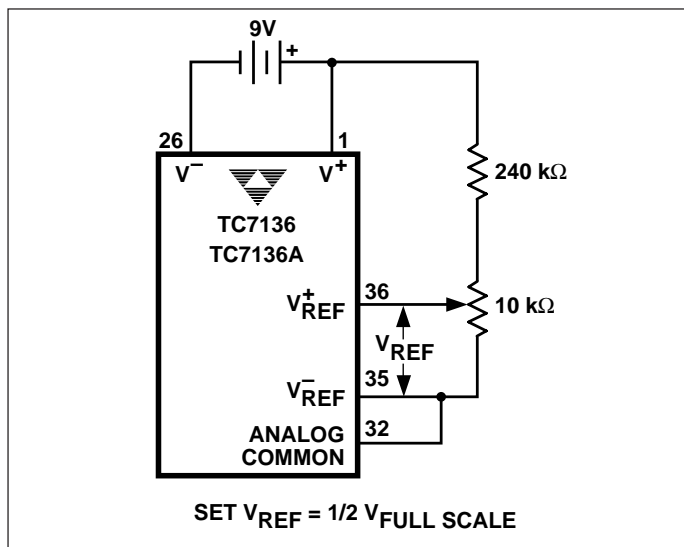 9V
+
26
1
V−
V+
240 kΩ
TC7136
TC7136A
36
V+REF
10 kΩ
VREF
35
V−REF
32
ANALOG
COMMON
SET VREF = 1/2 VFULL SCALE